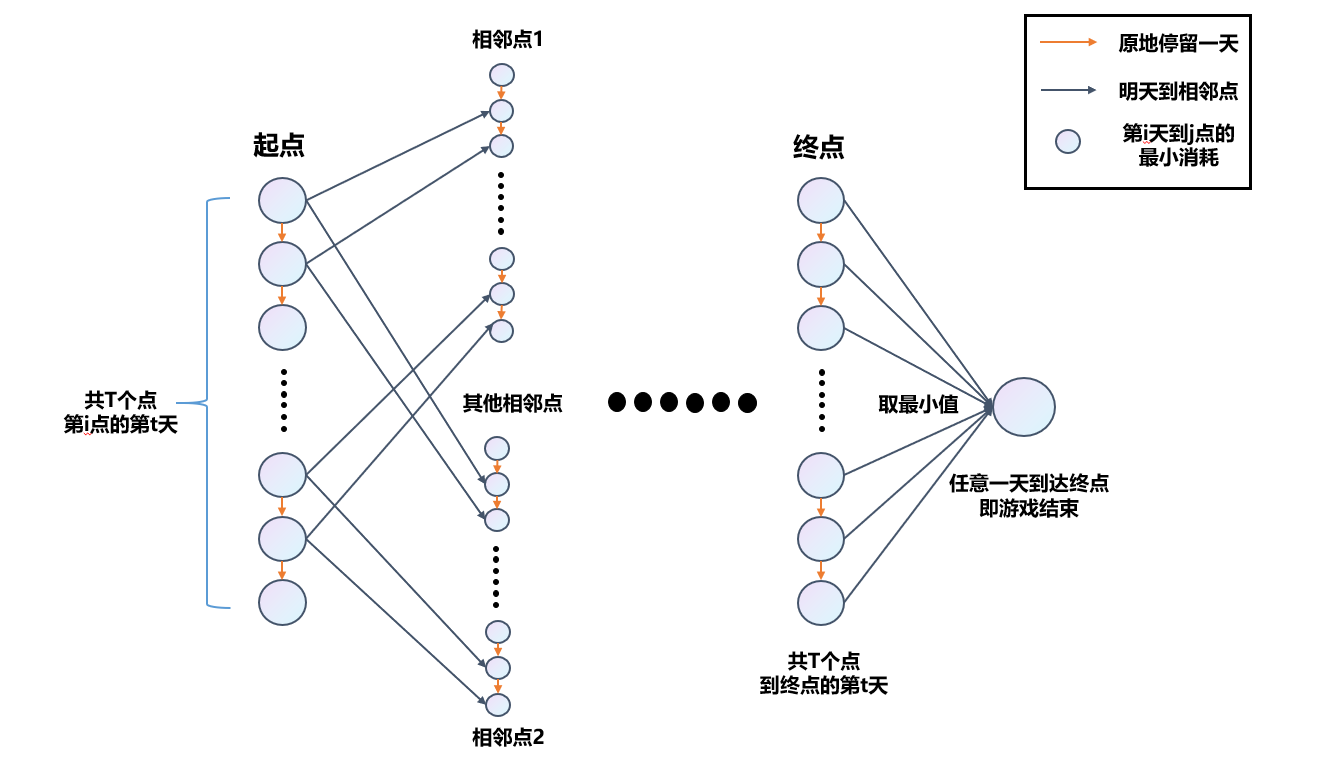 相邻点1
原地停留一天
明天到相邻点
第i天到j点的
最小消耗
起点
终点
共T个点
第i点的第t天
其他相邻点
取最小值
任意一天到达终点
即游戏结束
共T个点
到终点的第t天
相邻点2